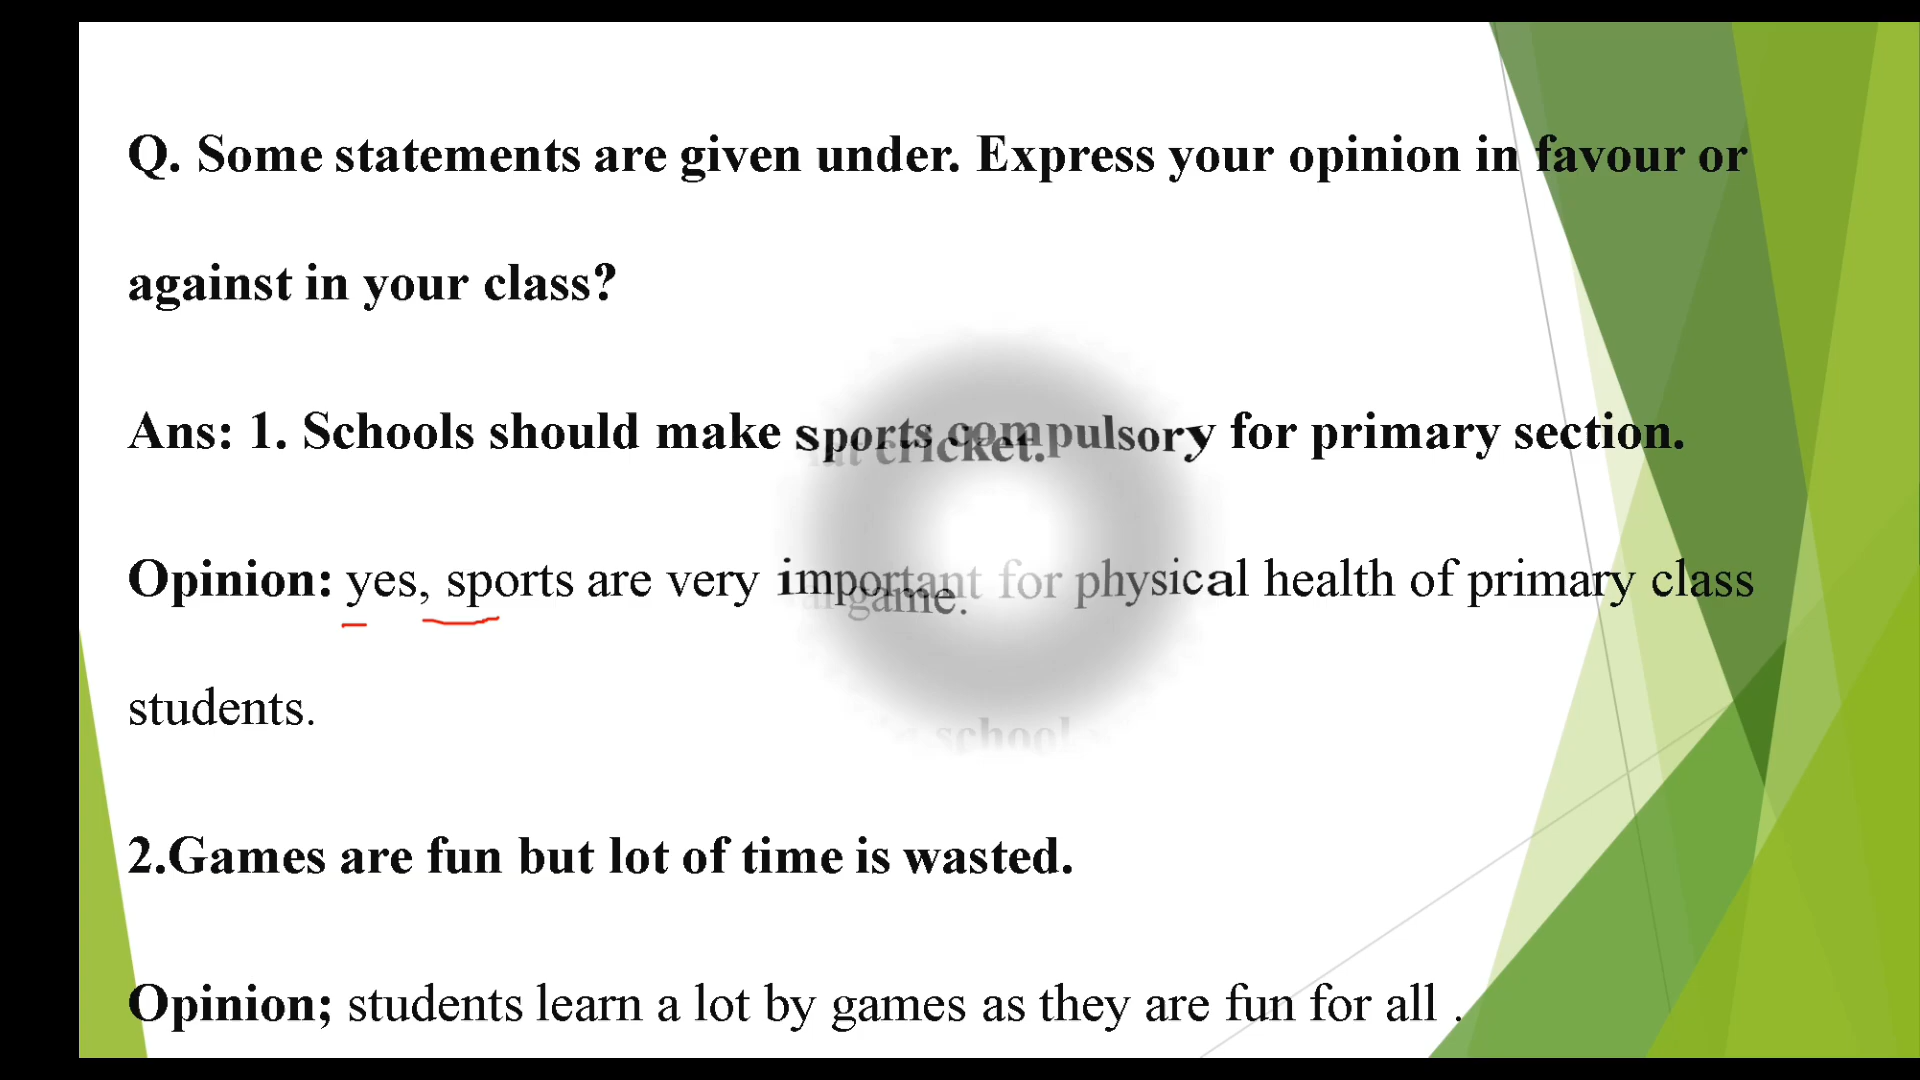 Q. Some statements are given under. Express your opinion in favour or
against in your class?
Ans: 1. Schools should make sports compulsory for primary section.
cricket.
Opinion: yes, sports are very important for physical health of primary class
game.
students.
school
2.Games are fun but lot of time is wasted.
Opinion; students learn a lot by games as they are fun for all .